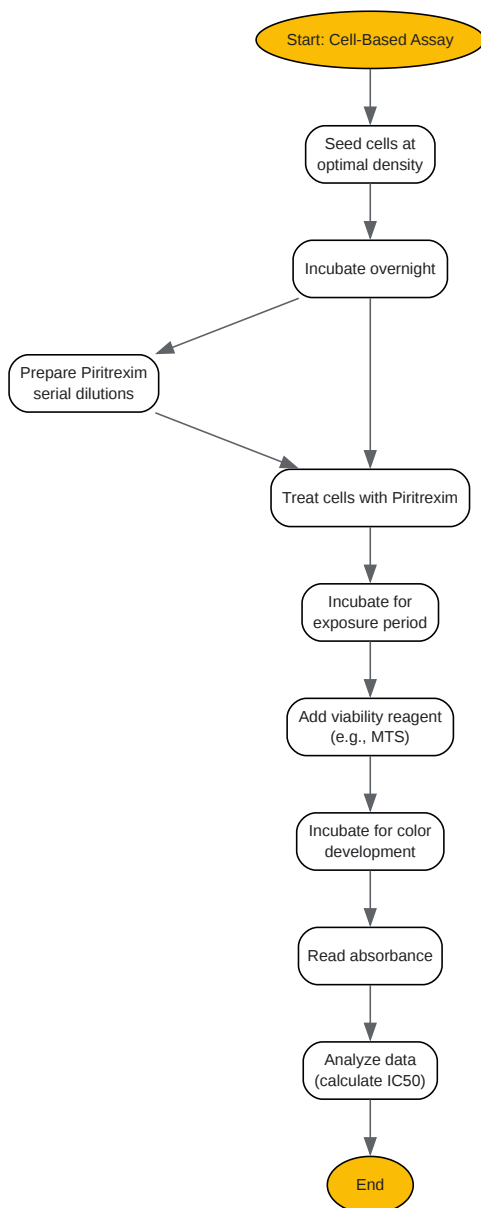 Start: Cell-Based Assay
Seed cells at
optimal density
Incubate overnight
Prepare Piritrexim
serial dilutions
Treat cells with Piritrexim
Incubate for
exposure period
Add viability reagent
(e.g., MTS)
Incubate for color
development
Read absorbance
Analyze data
(calculate IC50)
End